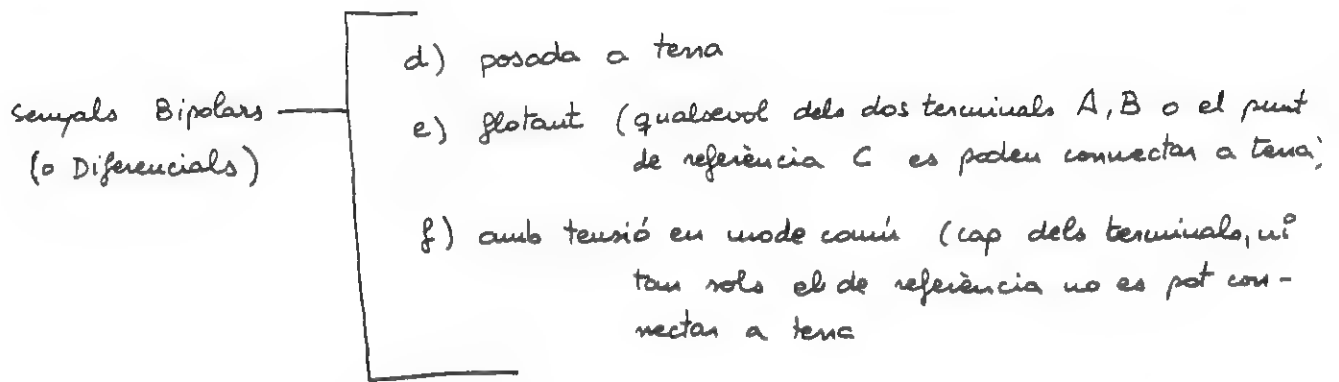 d) posada a terra
Senyals Bipolars
(o Diferencials)
e) flotant (qualsevol dels dos terminals A, B o el punt
de referència C es poden connectar a terra)
f) amb tensió en mode comú (cap dels terminals, ni
tan sols el de referència no es pot con-
nectar a terra